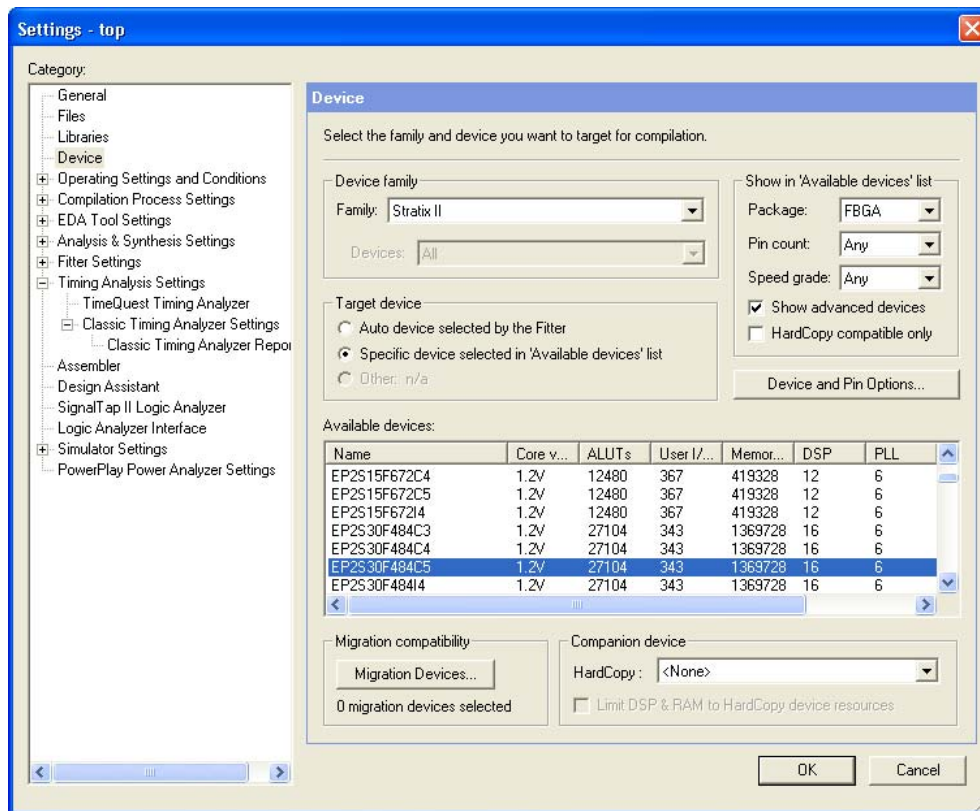 Settings - top
Category:
General
Files
Libraries
Device
Operating Settings and Conditions
Compilation Process Settings
EDA Tool Settings
Analysis & Synthesis Settings
Fitter Settings
Timing Analysis Settings
TimeQuest Timing Analyzer
Classic Timing Analyzer Settings
Classic Timing Analyzer Repor
Assembler
Design Assistant
SignalTap II Logic Analyzer
Logic Analyzer Interface
Simulator Settings
PowerPlay Power Analyzer Settings
Device
Select the family and device you want to target for compilation.
Device family
Family: Stratix II
Devices: All
Target device
Auto device selected by the Fitter
Specific device selected in 'Available devices' list
Other: n/a
Show in 'Available devices' list
Package: FBGA
Pin count: Any
Speed grade: Any
Show advanced devices
HardCopy compatible only
Device and Pin Options...
Available devices:
Name Core v... ALUTs User I/... Memor... DSP PLL
EP2S15F672C4 1.2V 12480 367 419328 12 6
EP2S15F672C5 1.2V 12480 367 419328 12 6
EP2S15F672I4 1.2V 12480 367 419328 12 6
EP2S30F484C3 1.2V 27104 343 1369728 16 6
EP2S30F484C4 1.2V 27104 343 1369728 16 6
EP2S30F484C5 1.2V 27104 343 1369728 16 6
EP2S30F484I4 1.2V 27104 343 1369728 16 6
Migration compatibility
Migration Devices...
0 migration devices selected
Companion device
HardCopy : <None>
Limit DSP & RAM to HardCopy device resources
OK
Cancel